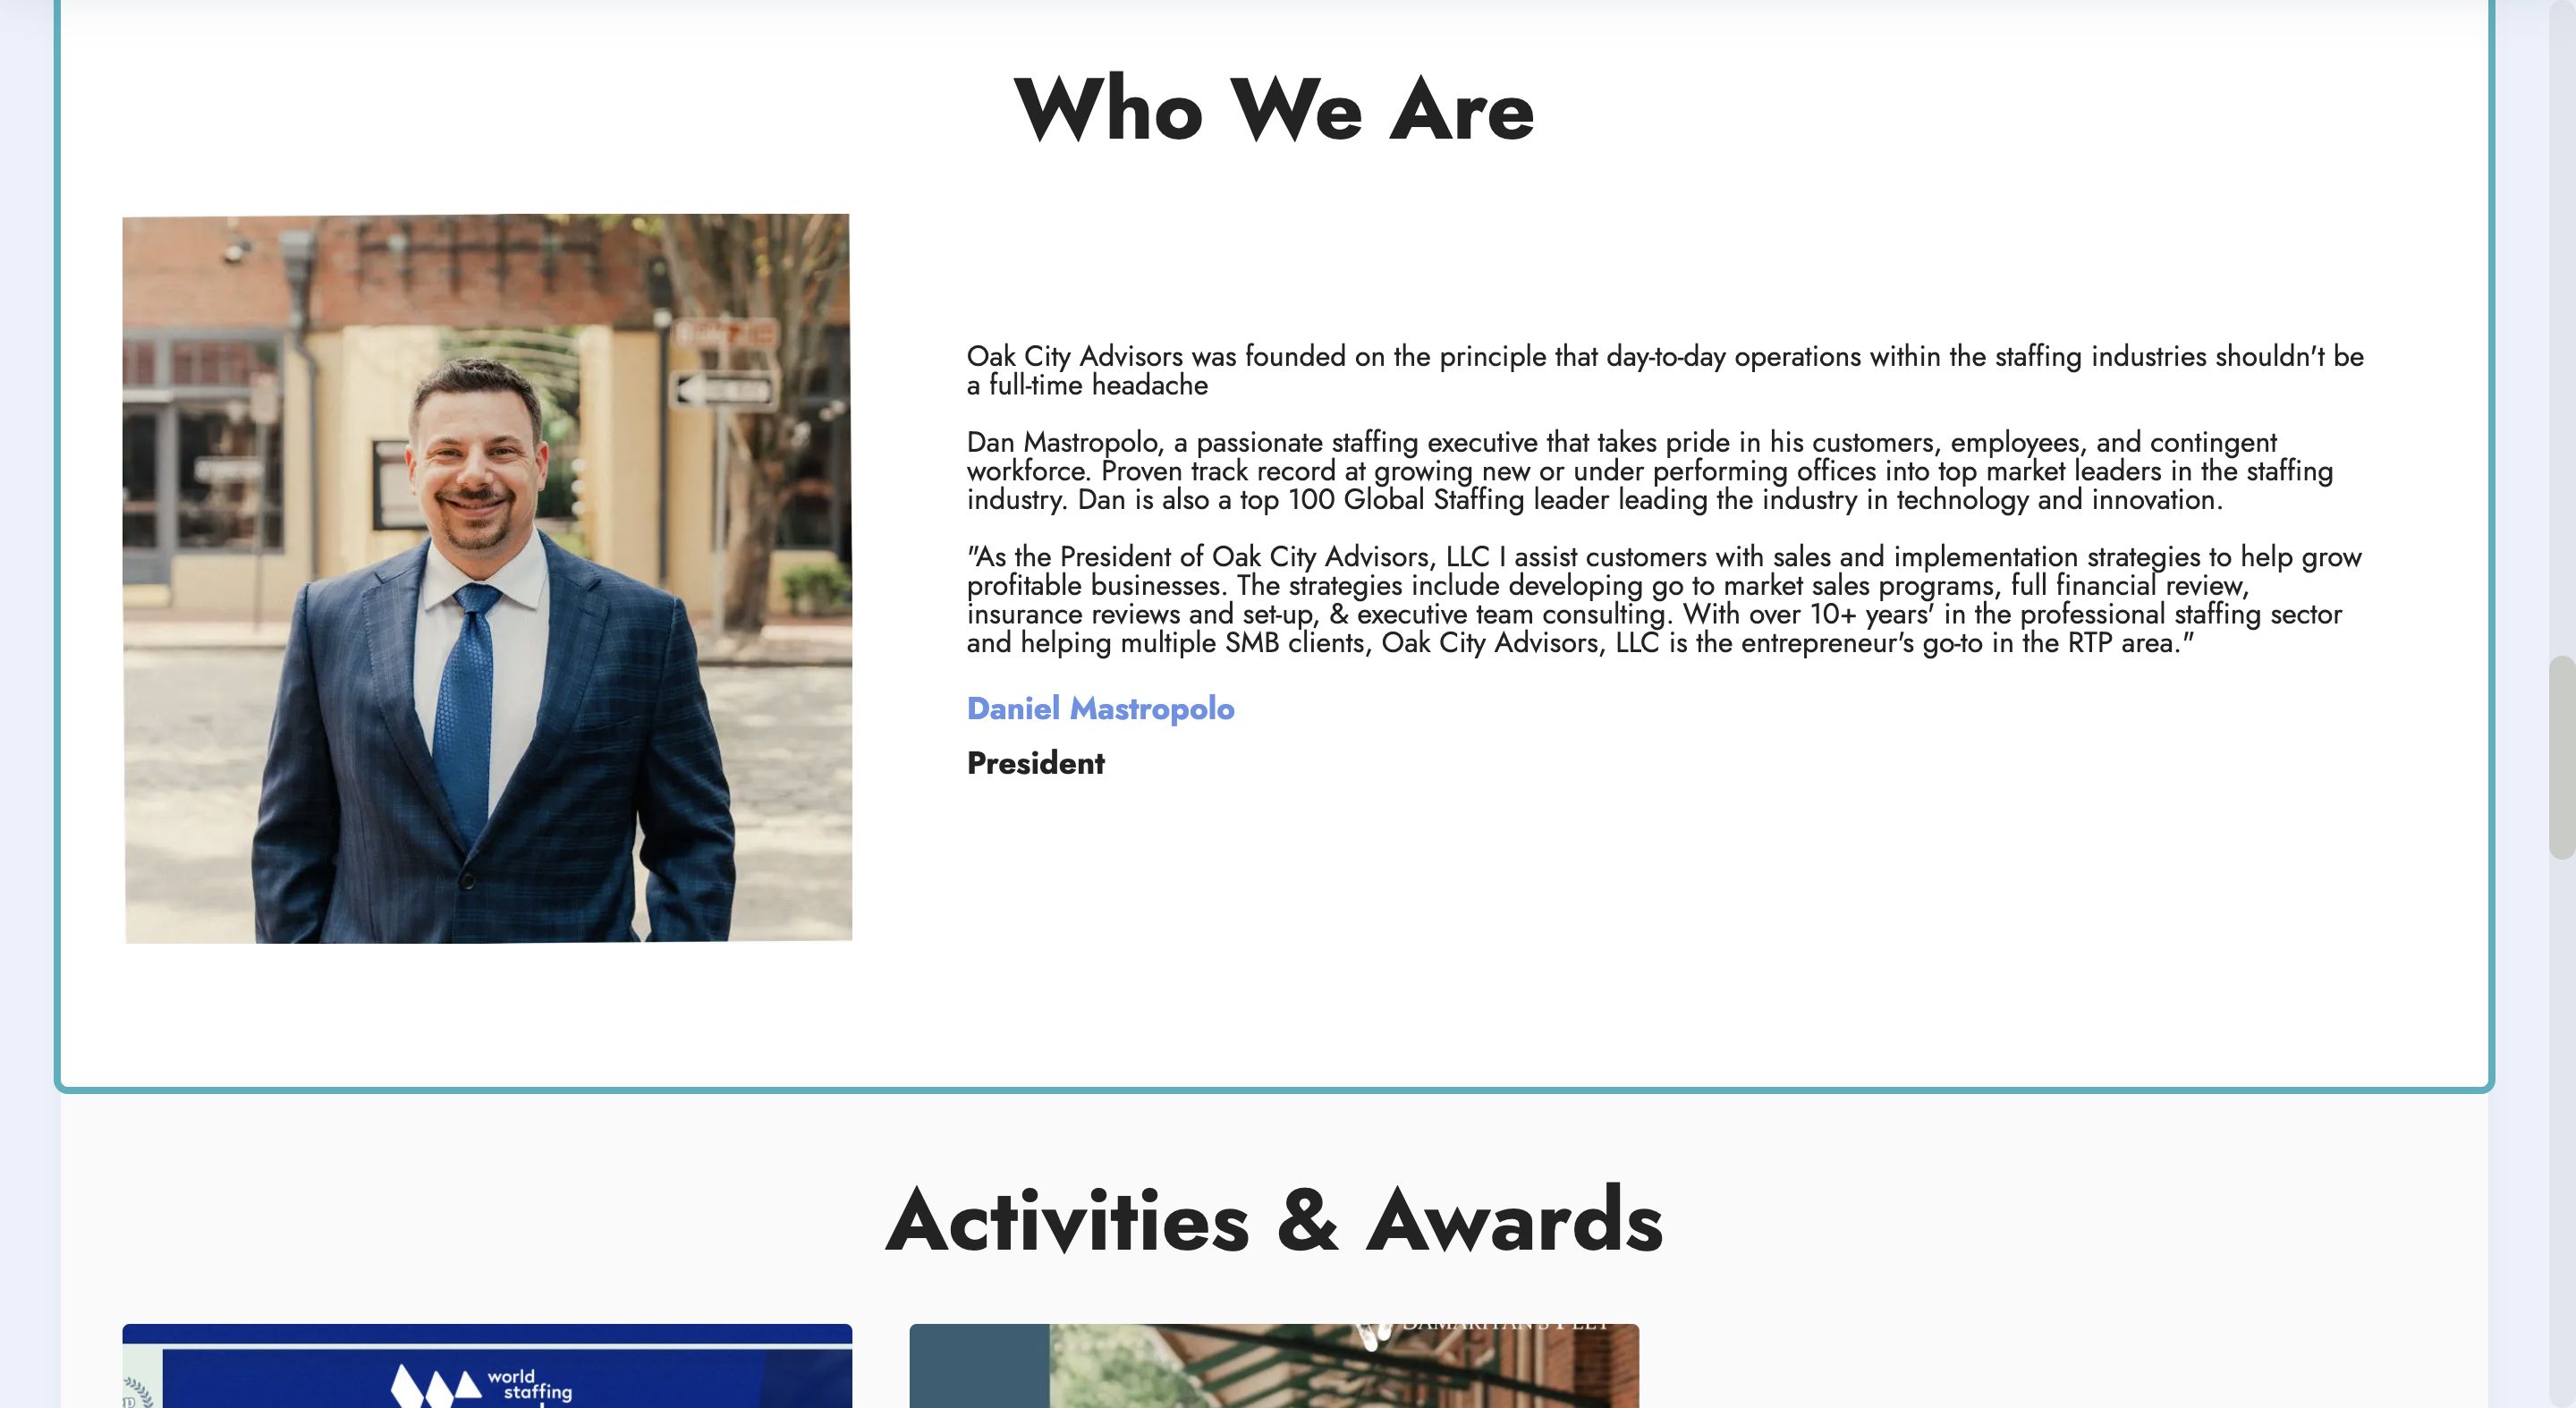 Who We Are
Oak City Advisors was founded on the principle that day-to-day operations within the staffing industries shouldn't be
a full-time headache
Dan Mastropolo, a passionate staffing executive that takes pride in his customers, employees, and contingent
workforce. Proven track record at growing new or under performing offices into top market leaders in the staffing
industry. Dan is also a top 100 Global Staffing leader leading the industry in technology and innovation.
"As the President of Oak City Advisors, LLC I assist customers with sales and implementation strategies to help grow
profitable businesses. The strategies include developing go to market sales programs, full financial review,
insurance reviews and set-up, & executive team consulting. With over 10+ years' in the professional staffing sector
and helping multiple SMB clients, Oak City Advisors, LLC is the entrepreneur's go-to in the RTP area."
Daniel Mastropolo
President
Activities & Awards
world
staffing